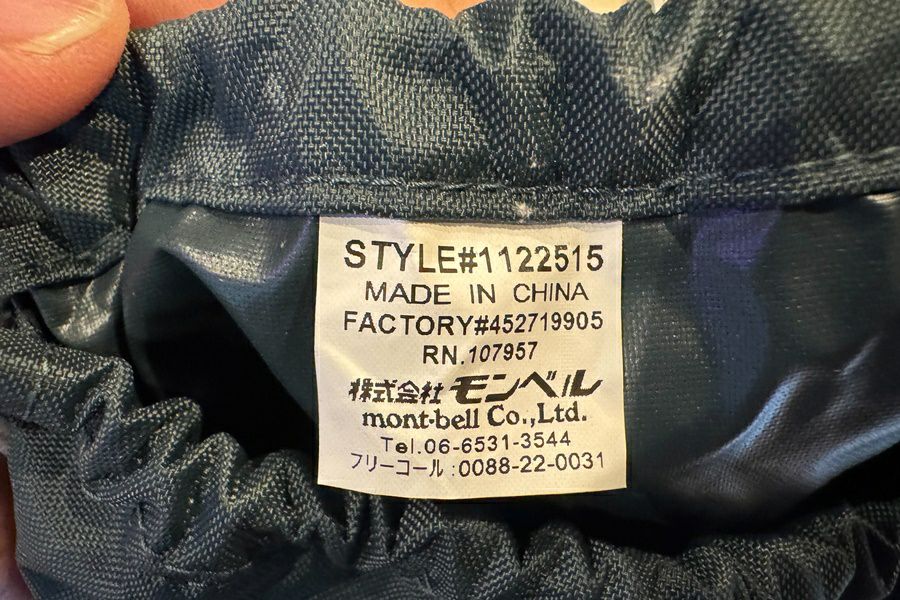 STYLE#1122515
MADE IN CHINA
FACTORY#452719905
RN.107957
株式会社 モンベル
mont-bell Co.,Ltd.
Tel.06-6531-3544
フリーコール:0088-22-0031